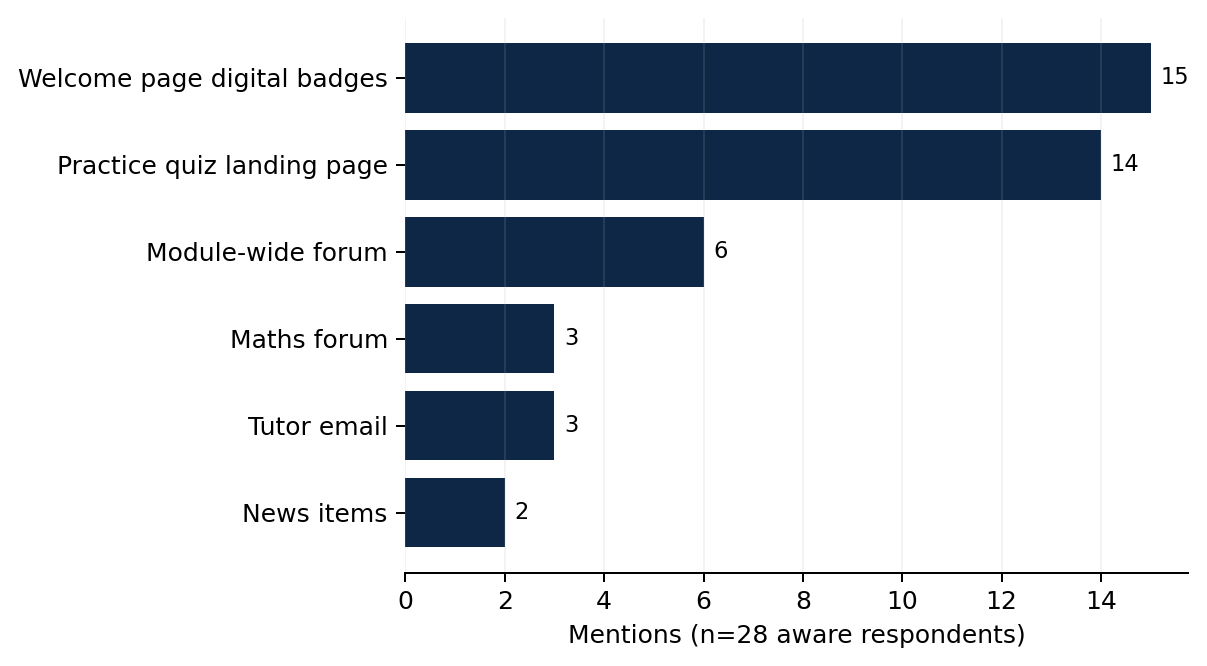 Welcome page digital badges 15
Practice quiz landing page 14
Module-wide forum 6
Maths forum 3
Tutor email 3
News items 2
0 2 4 6 8 10 12 14
Mentions (n=28 aware respondents)